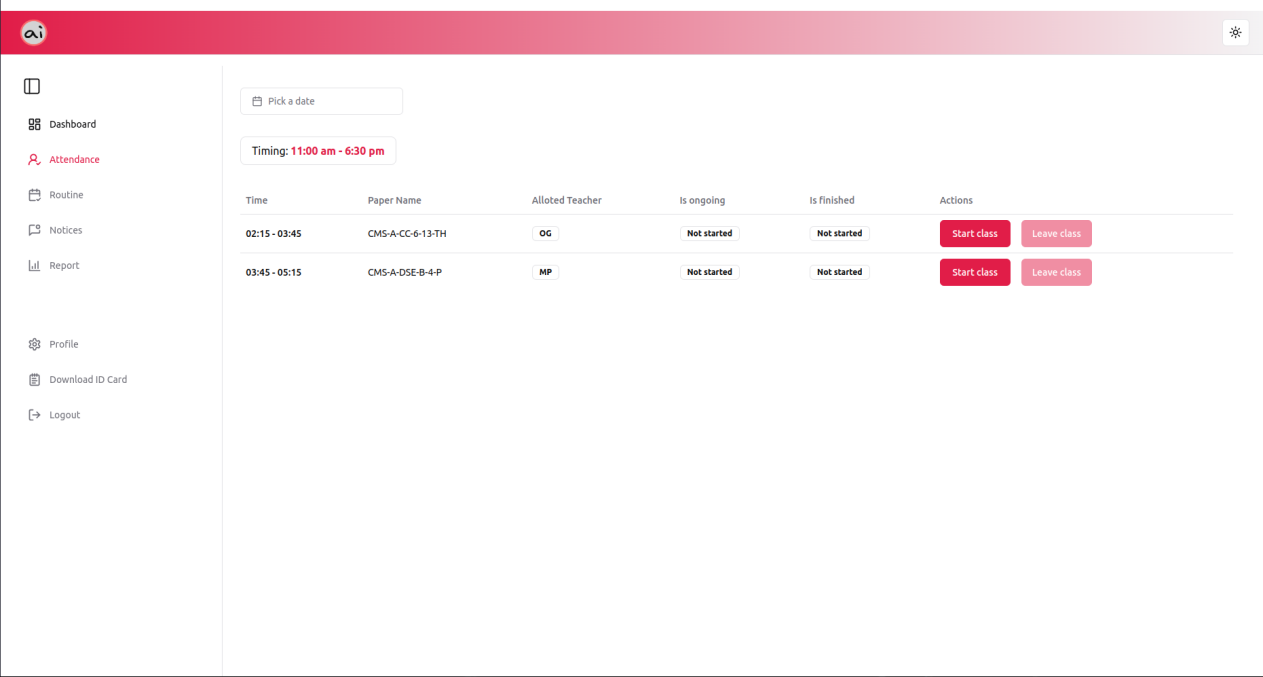 ai
Dashboard
Attendance
Routine
Notices
Report
Profile
Download ID Card
Logout
Pick a date
Timing: 11:00 am - 6:30 pm
Time Paper Name Alloted Teacher Is ongoing Is finished Actions
02:15 - 03:45 CMS-A-CC-6-13-TH OG Not started Not started Start class Leave class
03:45 - 05:15 CMS-A-DSE-B-4-P MP Not started Not started Start class Leave class